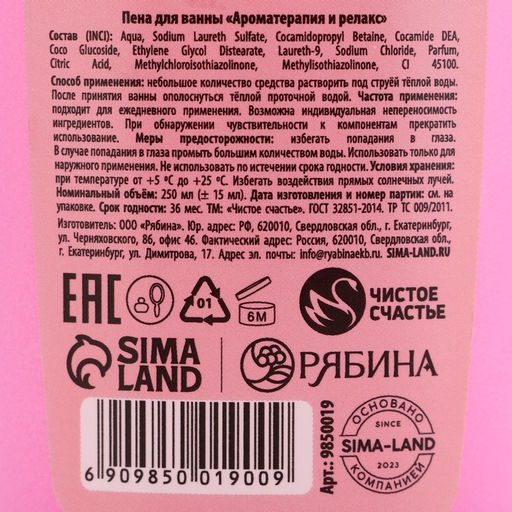 Пена для ванны «Ароматерапия и релакс»
Состав (INCI): Aqua, Sodium Laureth Sulfate, Cocamidopropyl Betaine, Cocamide DEA,
Coco Glucoside, Ethylene Glycol Distearate, Laureth-9, Sodium Chloride, Parfum,
Citric Acid, Methylchloroisothiazolinone, Methylisothiazolinone, CI 45100.
Способ применения: небольшое количество средства растворить под струёй тёплой воды.
После принятия ванны ополоснуться тёплой проточной водой. Частота применения:
подходит для ежедневного применения. Возможна индивидуальная непереносимость
ингредиентов. При обнаружении чувствительности к компонентам прекратить
использование. Меры предосторожности: избегать попадания в глаза.
В случае попадания в глаза промыть большим количеством воды. Использовать только для
наружного применения. Не использовать по истечении срока годности. Условия хранения:
при температуре от +5 °C до +25 °C. Избегать воздействия прямых солнечных лучей.
Номинальный объём: 250 мл (± 15 мл). Дата изготовления и номер партии: см. на
упаковке. Срок годности: 36 мес. ТМ: «Чистое счастье». ГОСТ 32851-2014. ТР ТС 009/2011.
Изготовитель: ООО «Рябина». Юр. адрес: РФ, 620010, Свердловская обл., г. Екатеринбург,
ул. Черняховского, 86, офис 46. Фактический адрес: Россия, 620010, Свердловская обл.,
г. Екатеринбург, ул. Димитрова, 17. Адрес эл. почты: info@ryabinaekb.ru. SIMA-LAND.RU
EAC
01
6M
ЧИСТОЕ
СЧАСТЬЕ
SIMA
LAND
РЯБИНА
6 909850 019009
Арт.: 9850019
ОСНОВАНО
SINCE
SIMA-LAND
2023
КОМПАНИЕЙ